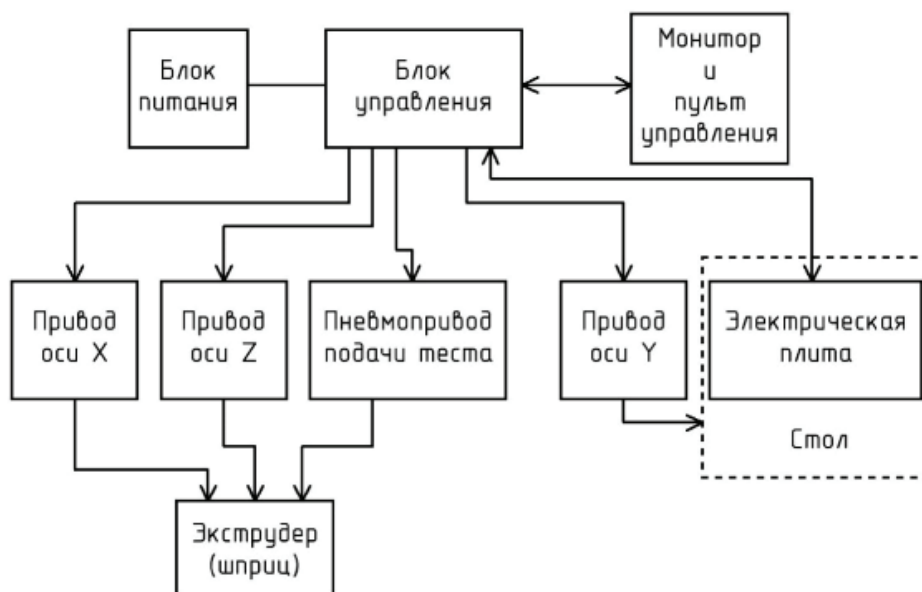 Блок
питания
Блок
управления
Монитор
и
пульт
управления
Привод
оси X
Привод
оси Z
Пневмопривод
подачи теста
Привод
оси Y
Электрическая
плита
Стол
Экструдер
(шприц)